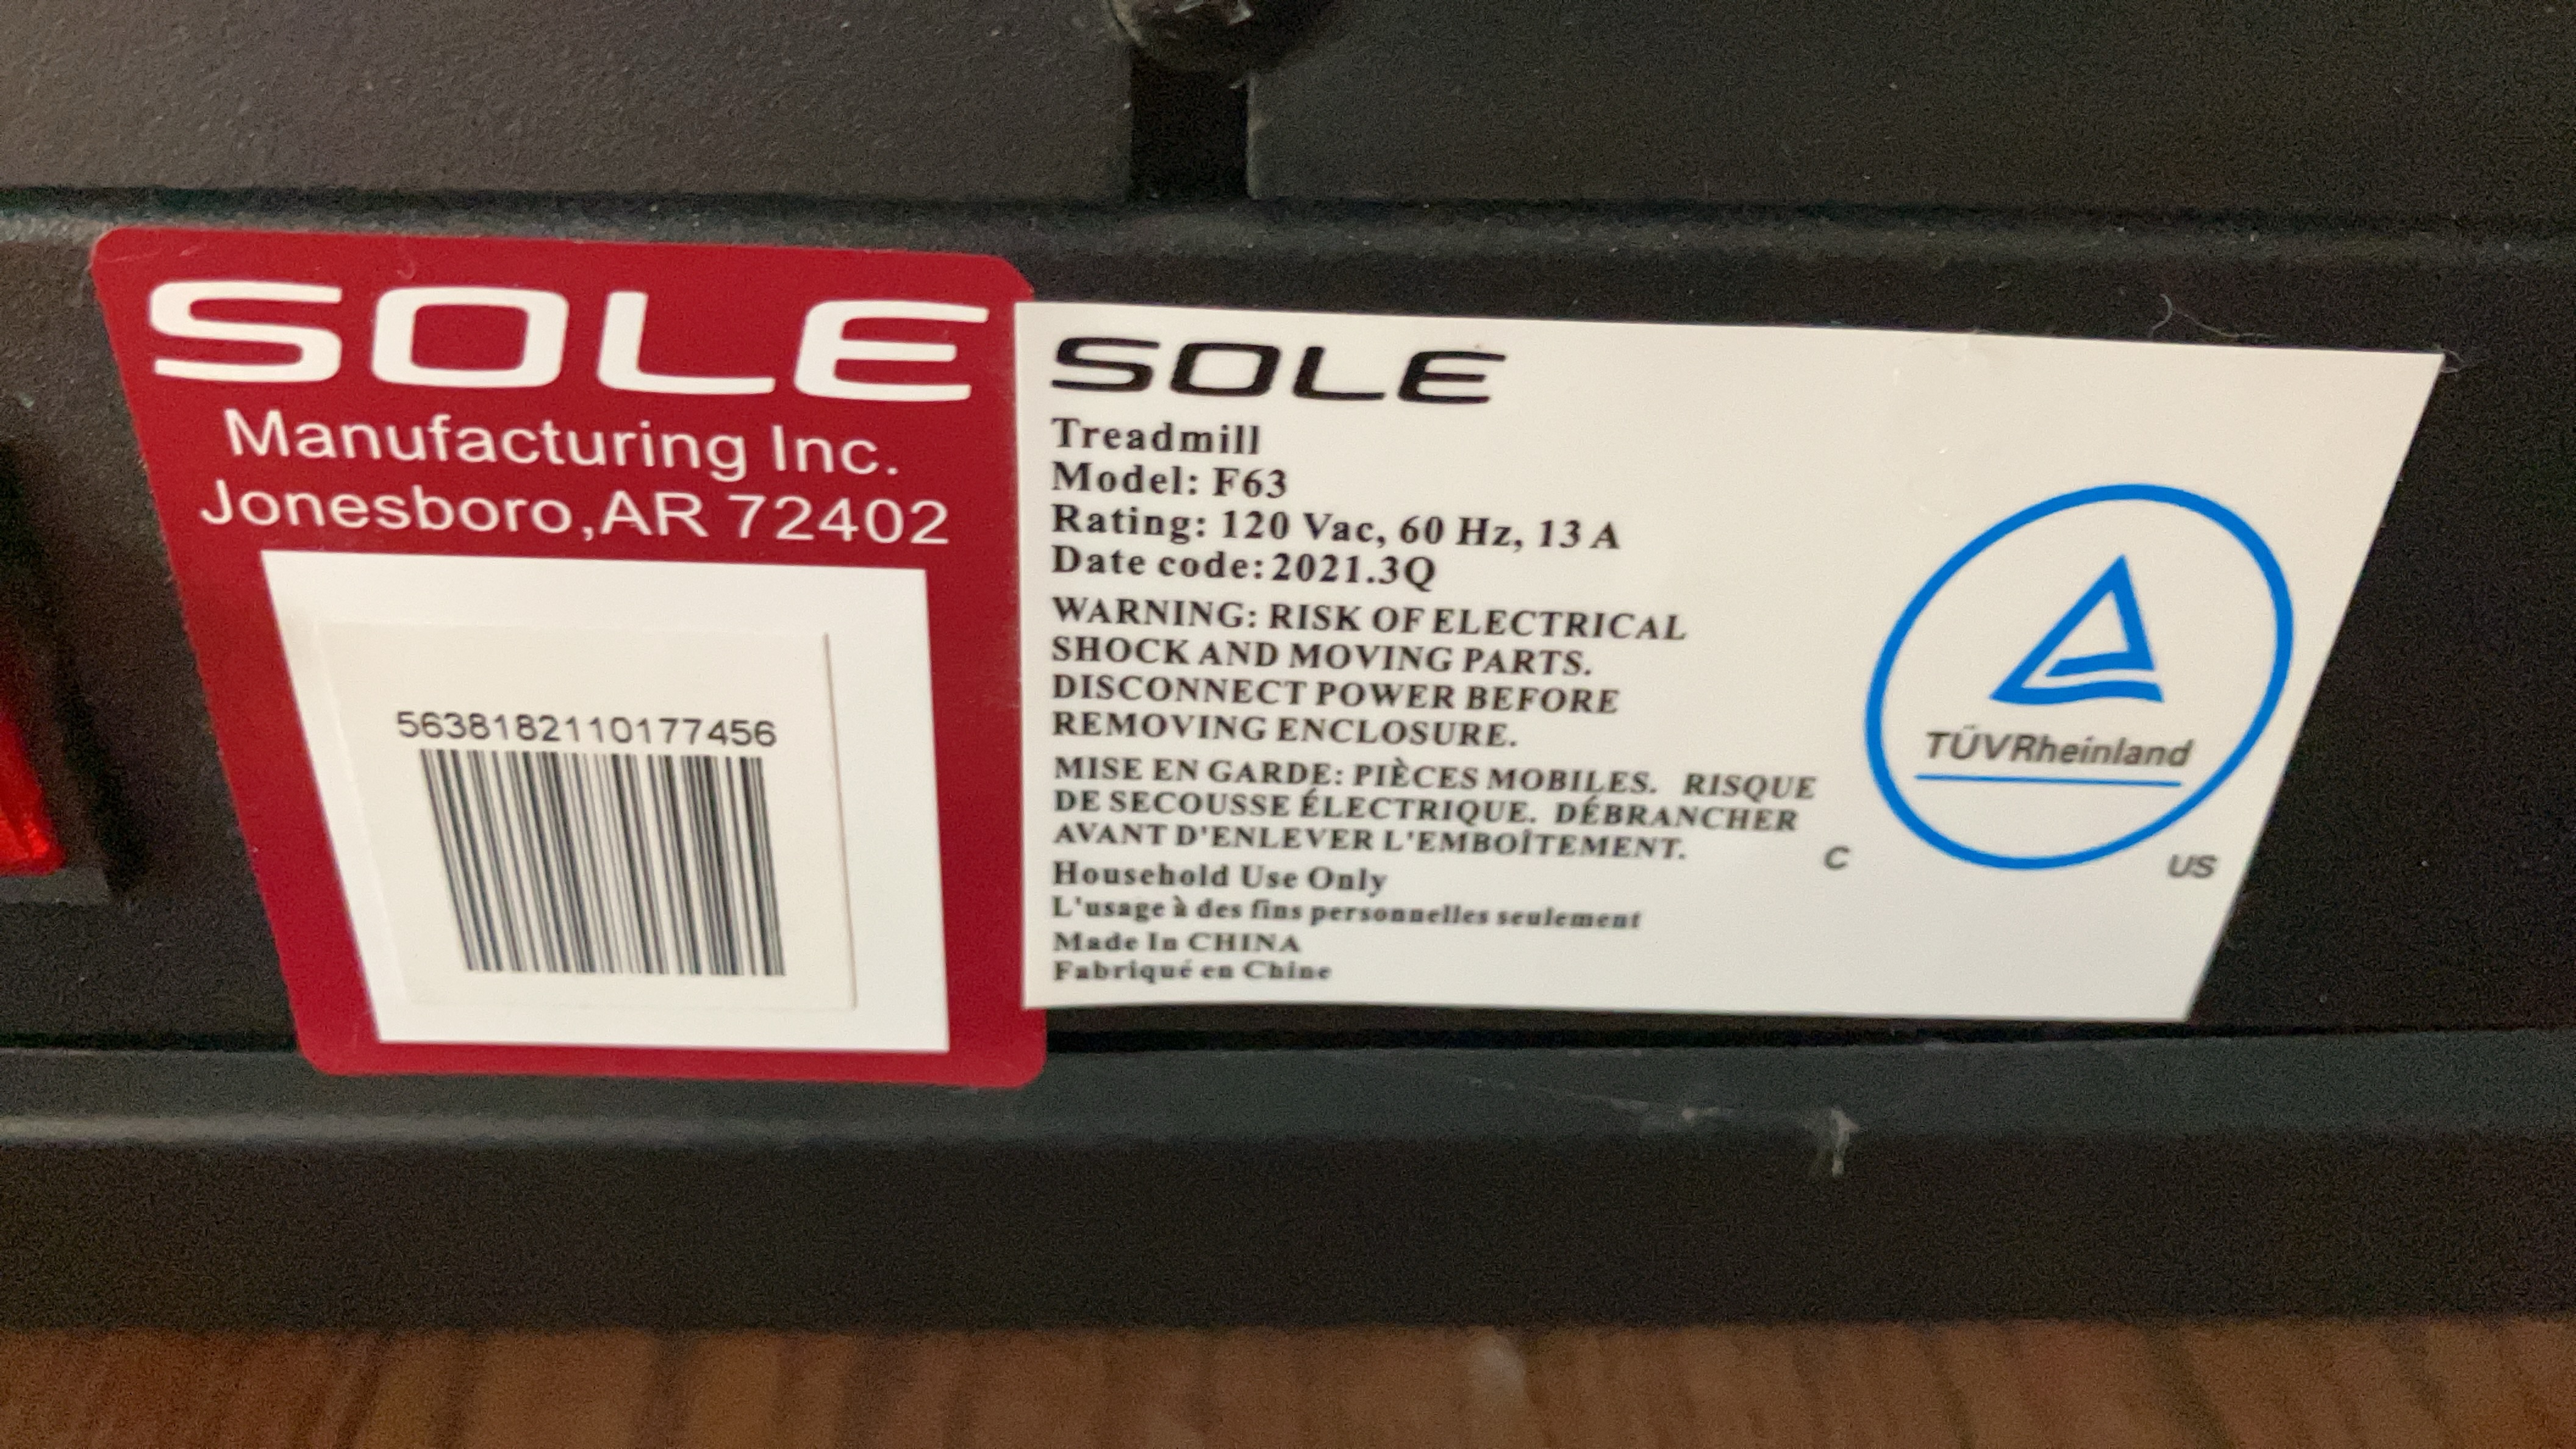 SOLE
Manufacturing Inc.
Jonesboro,AR 72402
5638182110177456
SOLE
Treadmill
Model: F63
Rating: 120 Vac, 60 Hz, 13 A
Date code: 2021.3Q
WARNING: RISK OF ELECTRICAL
SHOCK AND MOVING PARTS.
DISCONNECT POWER BEFORE
REMOVING ENCLOSURE.
MISE EN GARDE: PIÈCES MOBILES. RISQUE
DE SECOUSSE ÉLECTRIQUE. DÉBRANCHER
AVANT D'ENLEVER L'EMBOÎTEMENT.
Household Use Only
L'usage à des fins personnelles seulement
Made In CHINA
Fabriqué en Chine
TÜVRheinland
C US